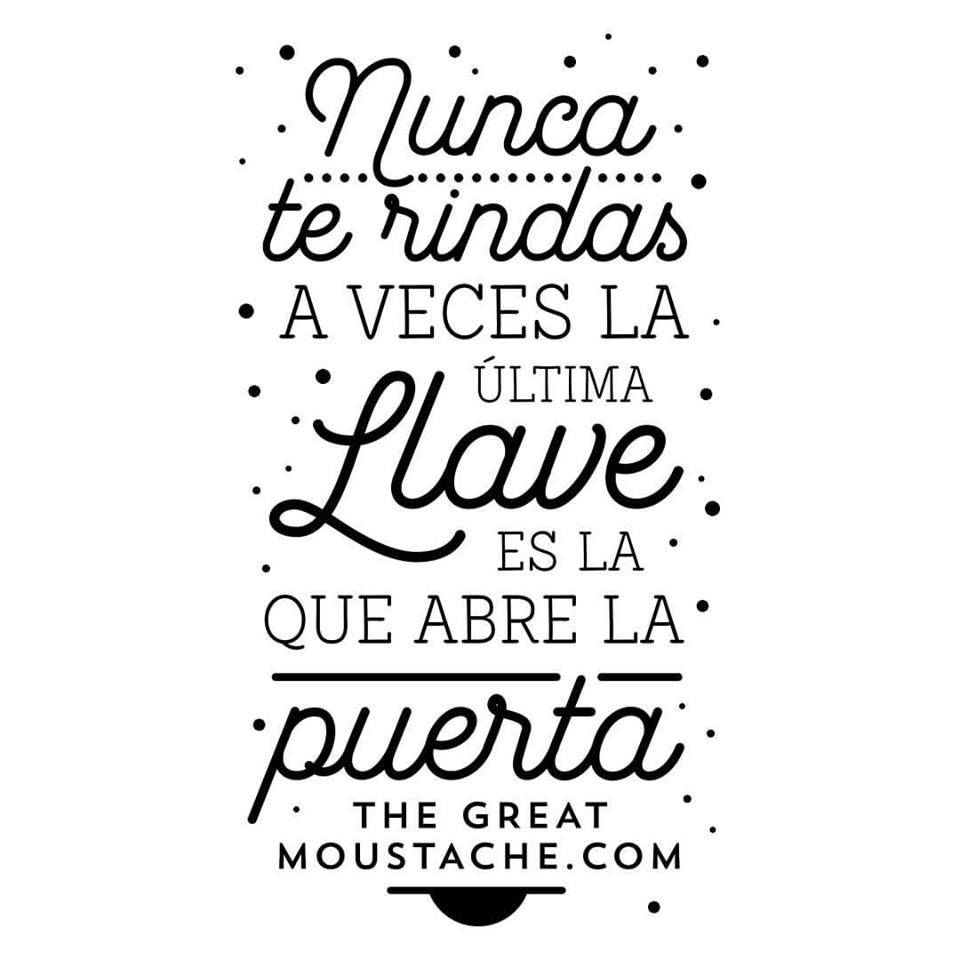 Nunca
te rindas
A VECES LA
ÚLTIMA
Llave
ES LA
QUE ABRE LA
puerta
THE GREAT
MOUSTACHE.COM